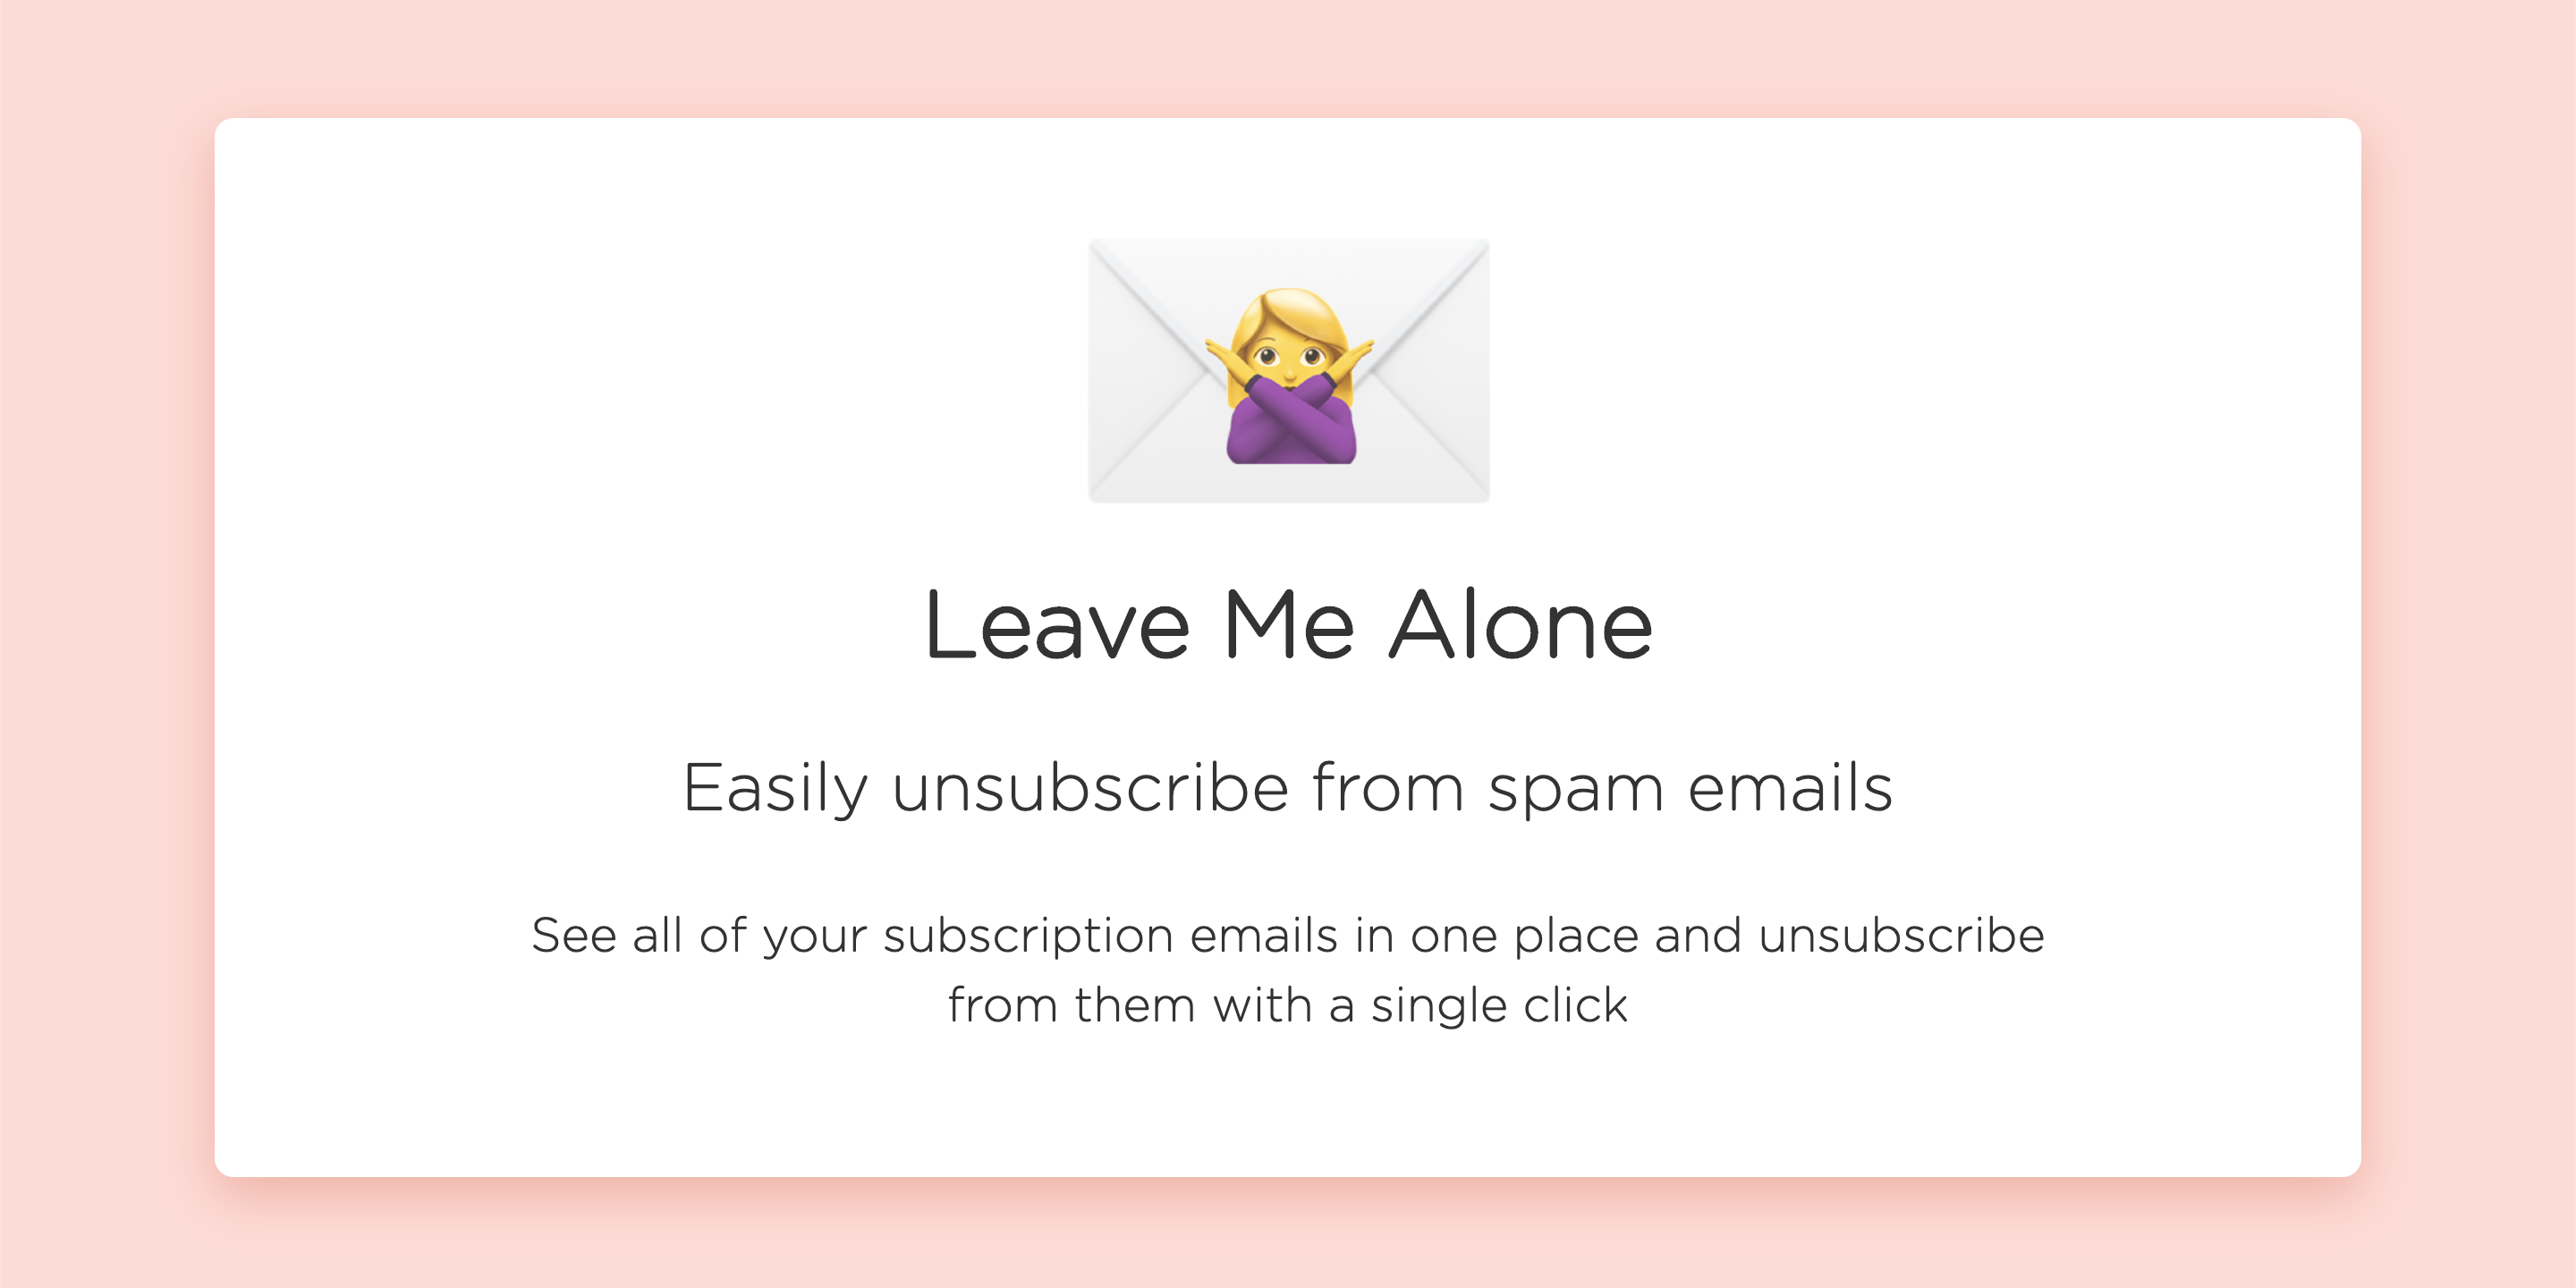 Leave Me Alone
Easily unsubscribe from spam emails
See all of your subscription emails in one place and unsubscribe
from them with a single click